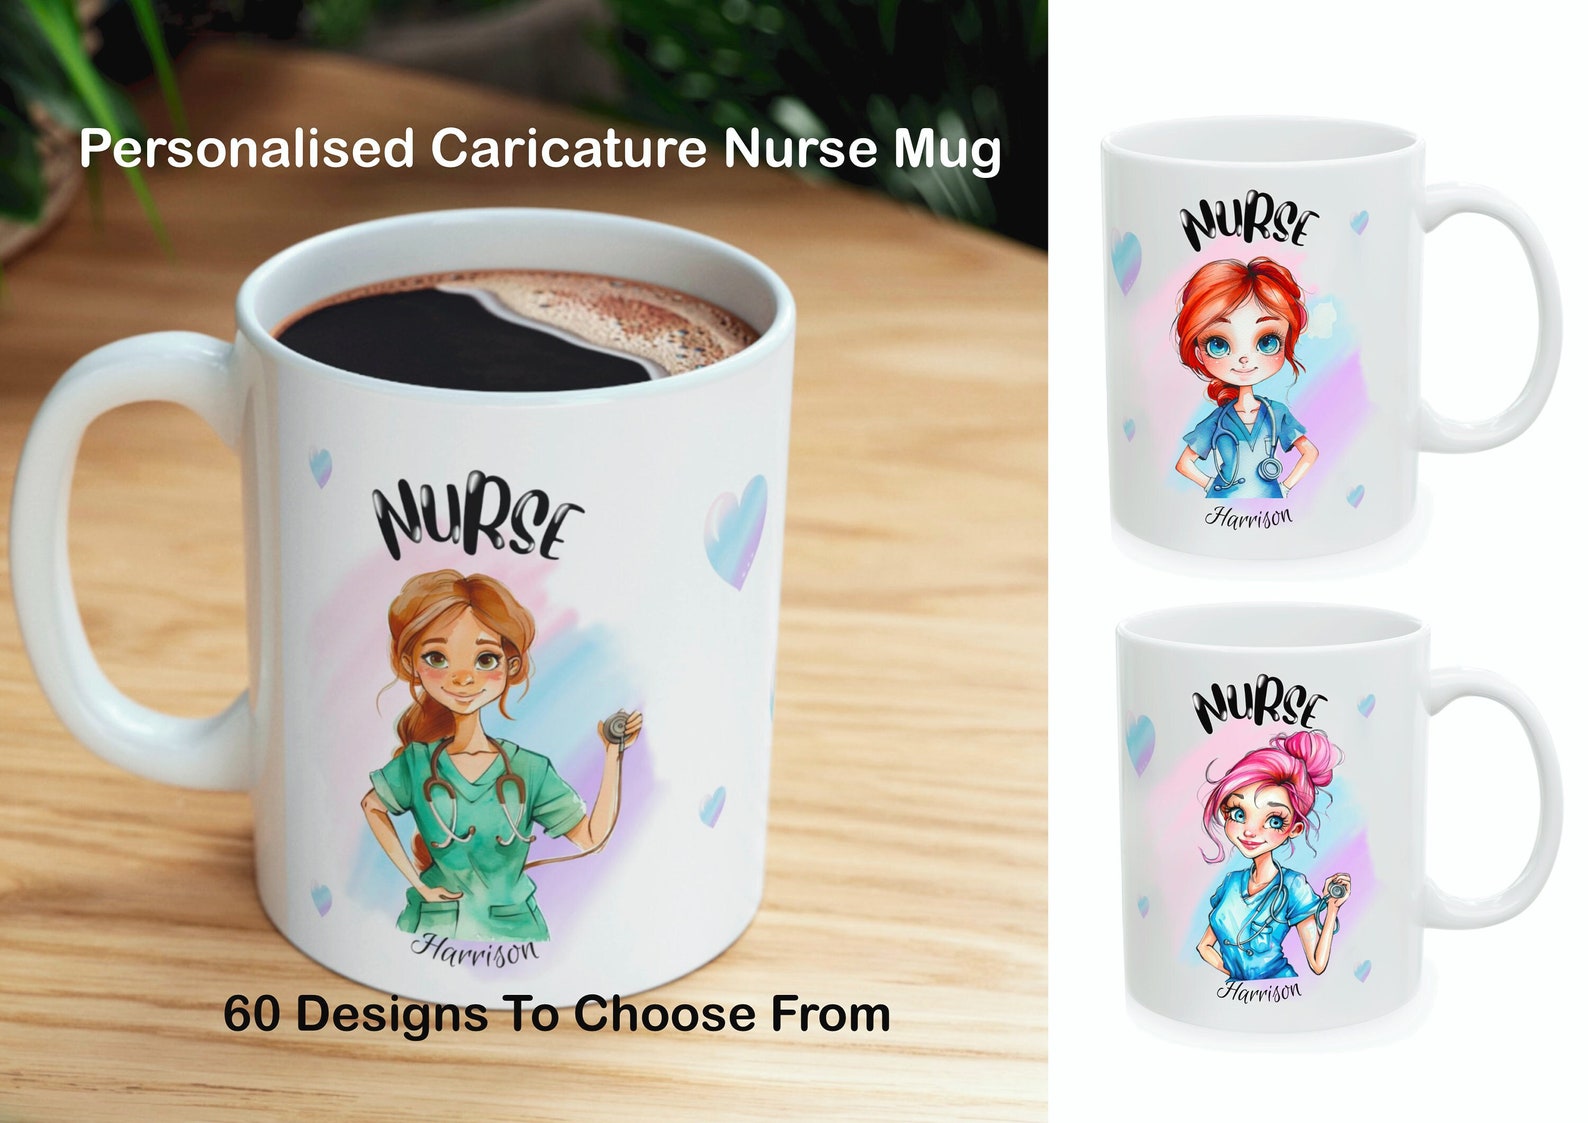 Personalised Caricature Nurse Mug
NURSE
Harrison
60 Designs To Choose From
NURSE
Harrison
NURSE
Harrison